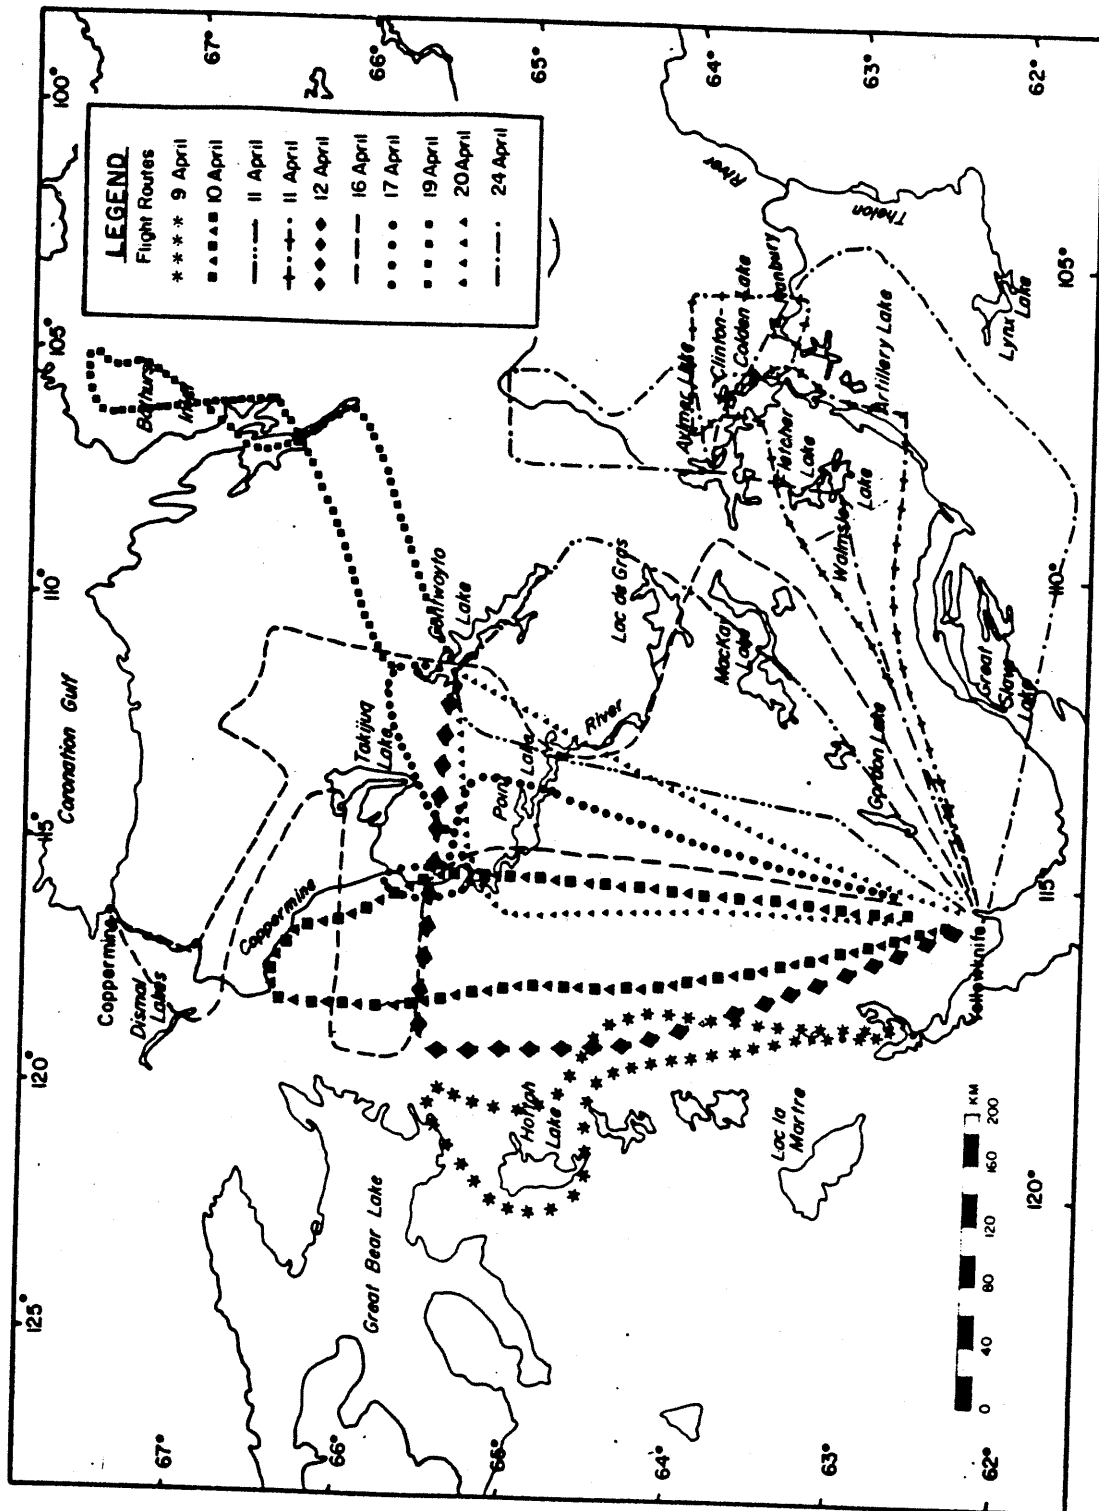 LEGEND
Flight Routes
9 April
10 April
11 April
11 April
12 April
16 April
17 April
19 April
20 April
24 April
125°
120°
115°
110°
105°
100°
67°
66°
65°
64°
63°
62°
67°
66°
65°
64°
63°
62°
120°
115°
110°
105°
Coronation Gulf
Coppermine
Dismal
Lakes
Coppermine
Great Bear Lake
Takijuq
Lake
Bathurst
Inlet
Contwoyto
Lake
Point
Lake
River
Lac de Gras
MacKay
Lake
Aylmer Lake
Clinton-
Colden Lake
Hanbury
River
Thelon
Lynx
Lake
Artillery Lake
Fletcher
Lake
Walmsley
Lake
Great
Slave
Lake
Gordon Lake
Yellowknife
Hottah
Lake
Lac la
Martre
0 40 80 120 160 200
KM